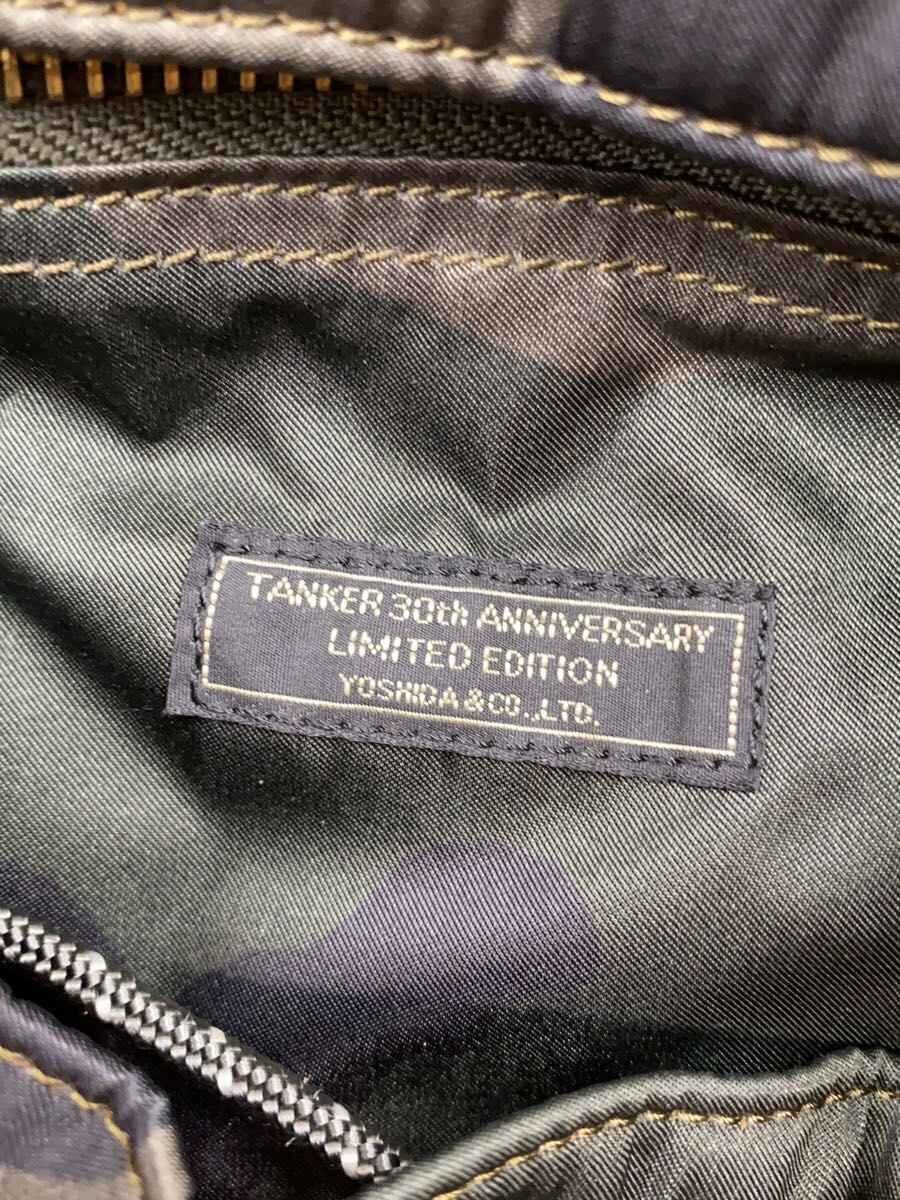 TANKER 30th ANNIVERSARY
LIMITED EDITION
YOSHIDA & CO.,LTD.